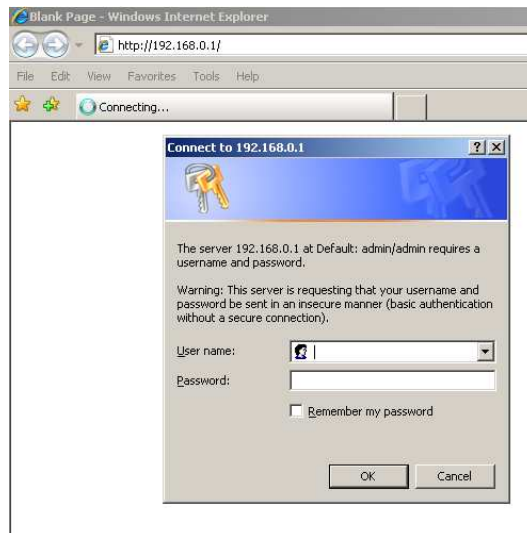 Blank Page - Windows Internet Explorer
http://192.168.0.1/
File Edit View Favorites Tools Help
Connecting...
Connect to 192.168.0.1
The server 192.168.0.1 at Default: admin/admin requires a
username and password.
Warning: This server is requesting that your username and
password be sent in an insecure manner (basic authentication
without a secure connection).
User name:
Password:
Remember my password
OK Cancel